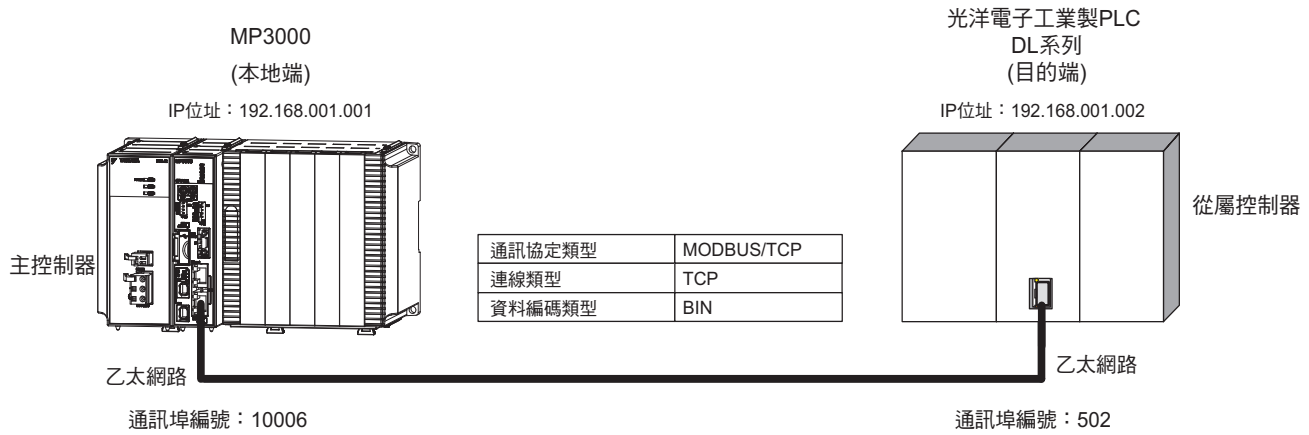 MP3000
(本地端)
IP位址：192.168.001.001
光洋電子工業製PLC
DL系列
(目的端)
IP位址：192.168.001.002
主控制器
從屬控制器
通訊協定類型 MODBUS/TCP
連線類型 TCP
資料編碼類型 BIN
乙太網路
乙太網路
通訊埠編號：10006
通訊埠編號：502